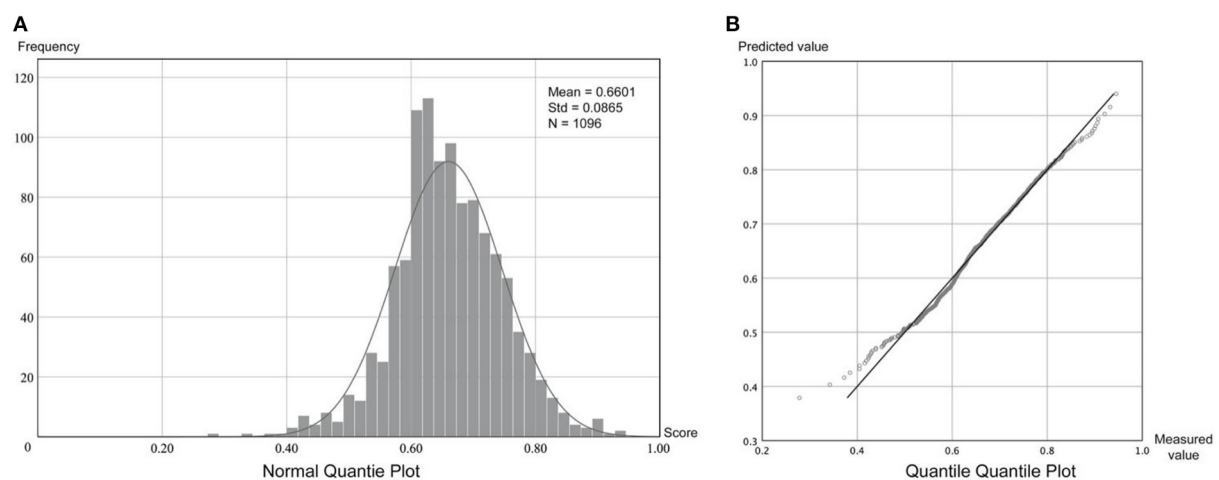 A
Frequency
120
100
80
60
40
20
0
0.20
0.40
0.60
0.80
1.00
Score
Mean = 0.6601
Std = 0.0865
N = 1096
Normal Quantie Plot
B
Predicted value
1.0
0.9
0.8
0.7
0.6
0.5
0.4
0.3
0.2
0.4
0.6
0.8
1.0
Measured
value
Quantile Quantile Plot